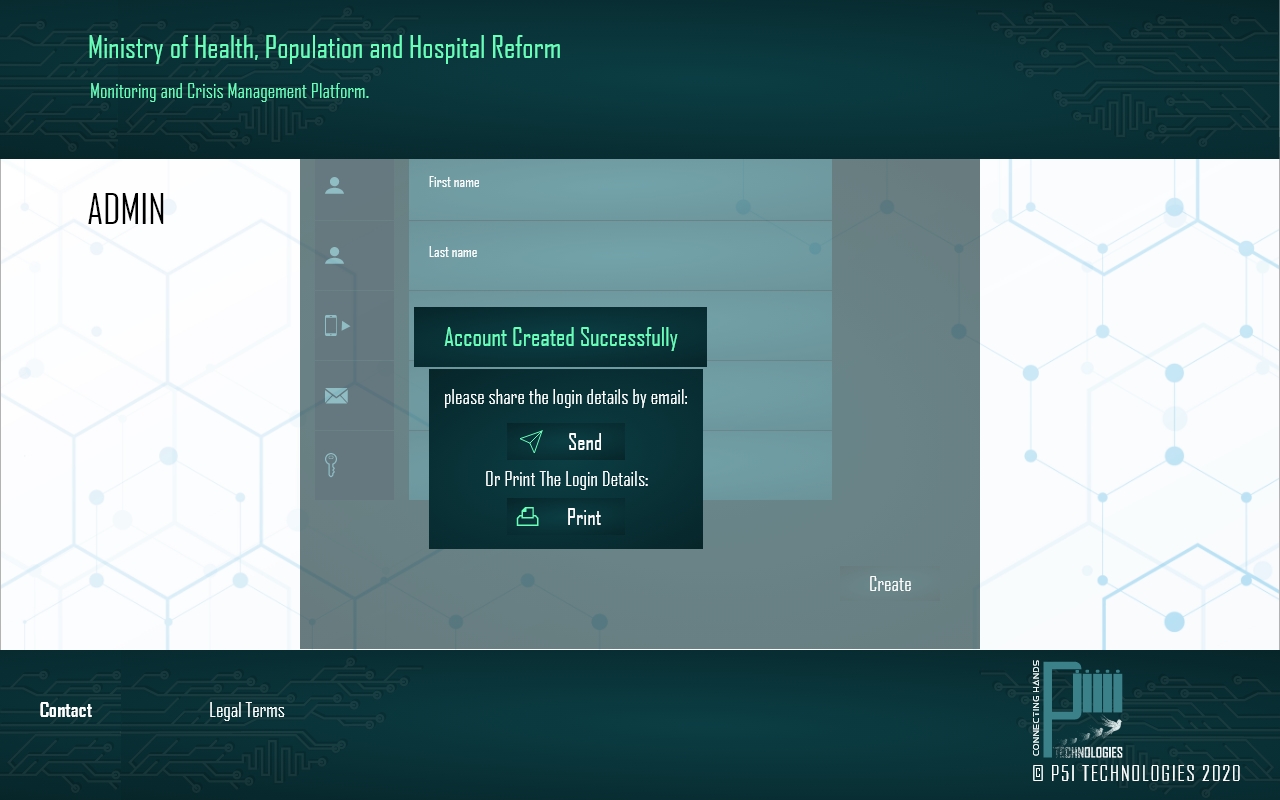 Ministry of Health, Population and Hospital Reform
Monitoring and Crisis Management Platform.
ADMIN
First name
Last name
Account Created Successfully
please share the login details by email:
Send
Or Print The Login Details:
Print
Create
Contact
Legal Terms
CONNECTING HANDS
TECHNOLOGIES
© P5I TECHNOLOGIES 2020